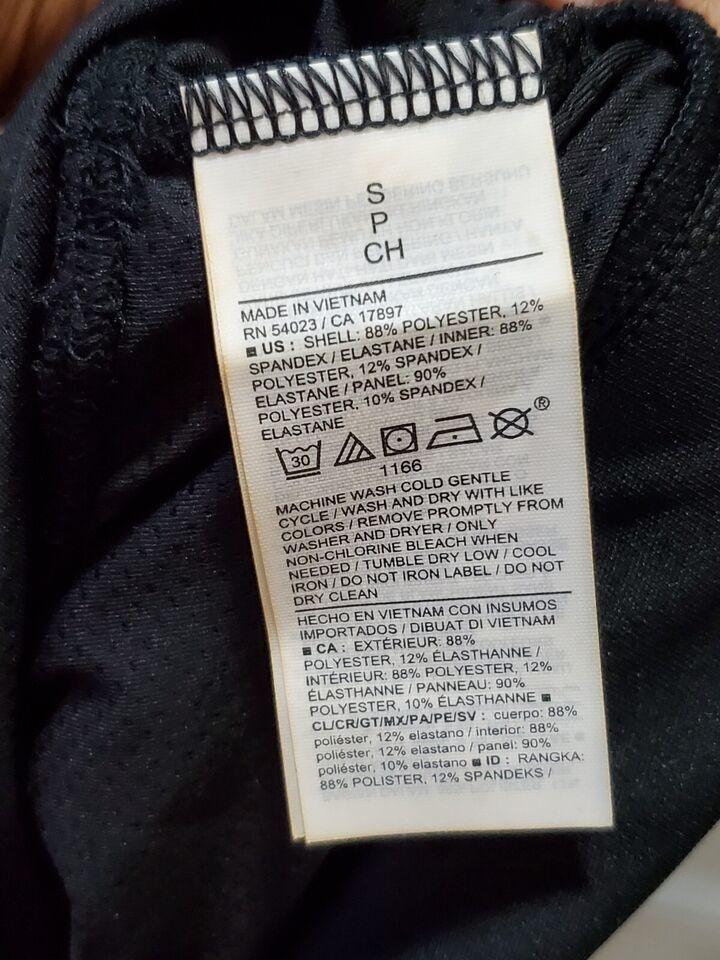 S
P
CH
MADE IN VIETNAM
RN 54023 / CA 17897
US : SHELL: 88% POLYESTER, 12%
SPANDEX / ELASTANE / INNER: 88%
POLYESTER, 12% SPANDEX /
ELASTANE / PANEL: 90%
POLYESTER, 10% SPANDEX /
ELASTANE
30
®
1166
MACHINE WASH COLD GENTLE
CYCLE / WASH AND DRY WITH LIKE
COLORS / REMOVE PROMPTLY FROM
WASHER AND DRYER / ONLY
NON-CHLORINE BLEACH WHEN
NEEDED / TUMBLE DRY LOW / COOL
IRON / DO NOT IRON LABEL / DO NOT
DRY CLEAN
HECHO EN VIETNAM CON INSUMOS
IMPORTADOS / DIBUAT DI VIETNAM
CA : EXTÉRIEUR: 88%
POLYESTER, 12% ÉLASTHANNE /
INTÉRIEUR: 88% POLYESTER, 12%
ÉLASTHANNE / PANNEAU: 90%
POLYESTER, 10% ÉLASTHANNE
CL/CR/GT/MX/PA/PE/SV : cuerpo: 88%
poliéster, 12% elastano / interior: 88%
poliéster, 12% elastano / panel: 90%
poliéster, 10% elastano ID : RANGKA:
88% POLISTER, 12% SPANDEKS /